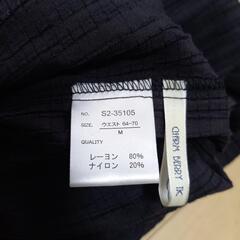 NO. S2-35105
SIZE. ウエスト 64-70
M
QUALITY
レーヨン 80%
ナイロン 20%
CHARM BERRY